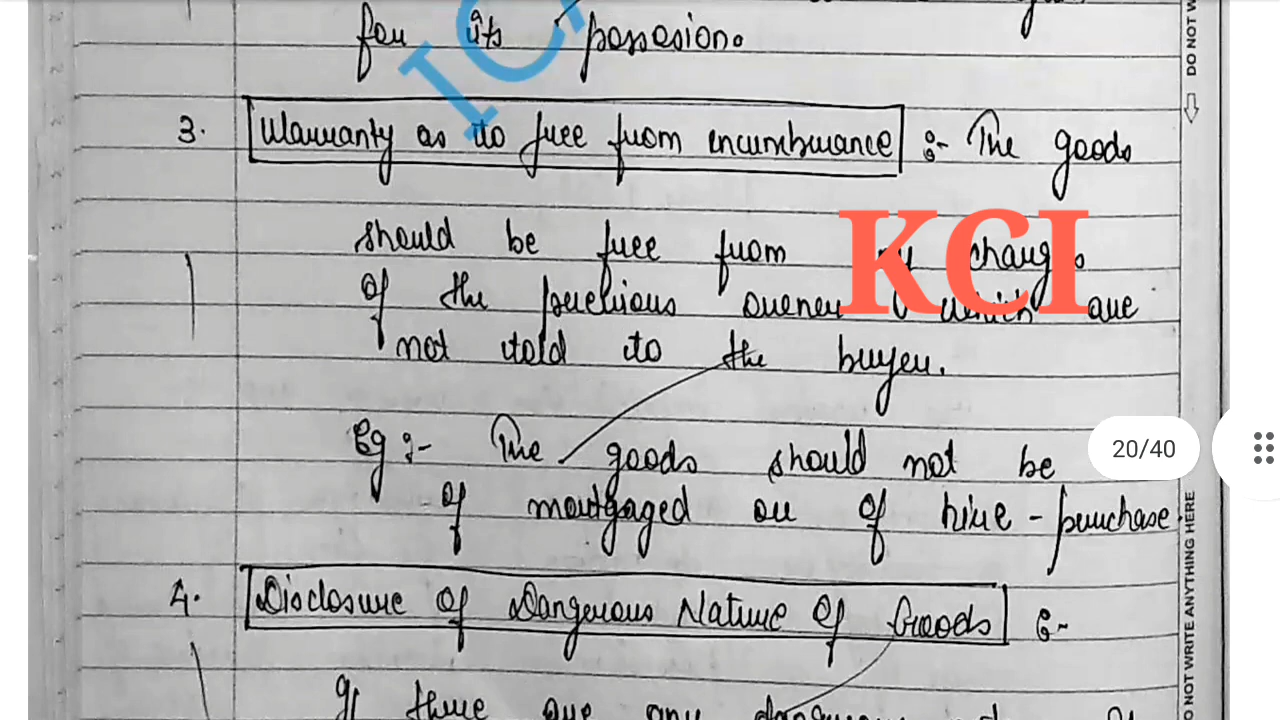 for its possesion.
3. Warranty as to free from incumbrance :- The goods
KCI
should be free from any charges
of the previous owner which are
not told to the buyer.
Eg :- The goods should not be
of mortgaged or of hire - purchase.
20/40
4. Disclosure Of Dangerous Nature Of Goods :-
If there are any dangerous
DO NOT W
DO NOT WRITE ANYTHING HERE